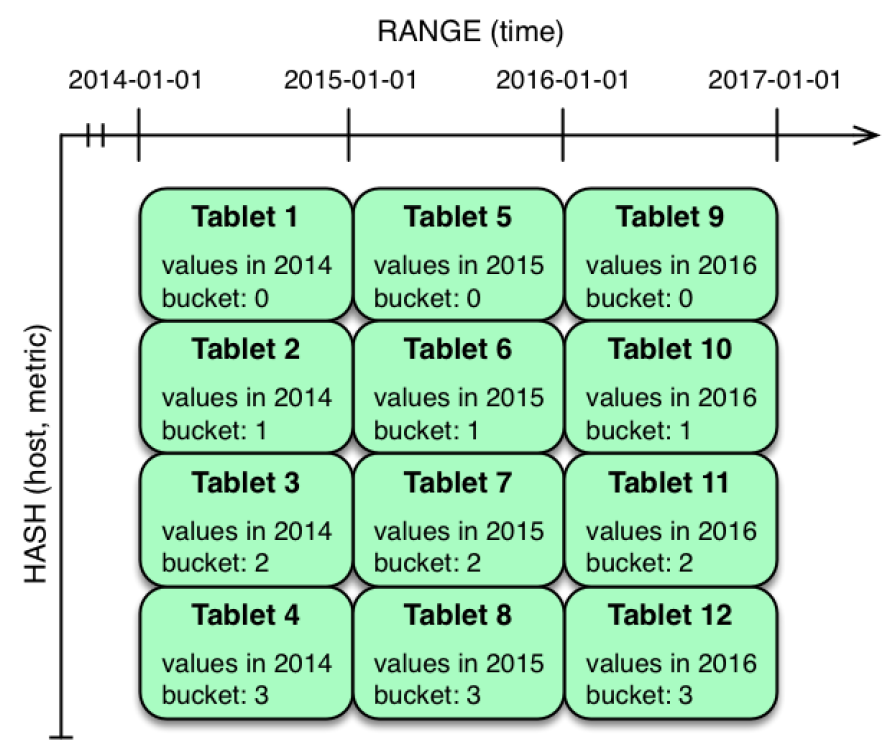 RANGE (time)
2014-01-01 2015-01-01 2016-01-01 2017-01-01
HASH (host, metric)
Tablet 1
values in 2014
bucket: 0
Tablet 5
values in 2015
bucket: 0
Tablet 9
values in 2016
bucket: 0
Tablet 2
values in 2014
bucket: 1
Tablet 6
values in 2015
bucket: 1
Tablet 10
values in 2016
bucket: 1
Tablet 3
values in 2014
bucket: 2
Tablet 7
values in 2015
bucket: 2
Tablet 11
values in 2016
bucket: 2
Tablet 4
values in 2014
bucket: 3
Tablet 8
values in 2015
bucket: 3
Tablet 12
values in 2016
bucket: 3